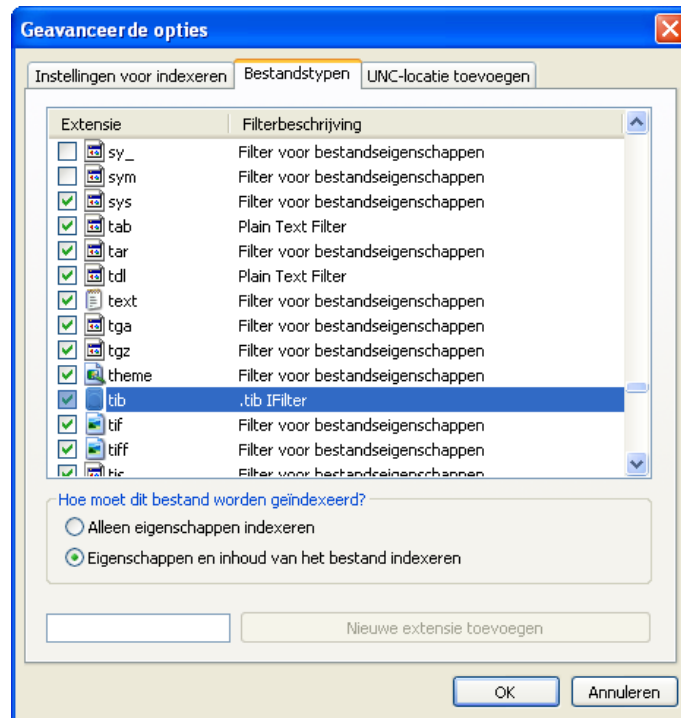 Geavanceerde opties
Instellingen voor indexeren Bestandstypen UNC-locatie toevoegen
Extensie Filterbeschrijving
sy_ Filter voor bestandseigenschappen
sym Filter voor bestandseigenschappen
sys Filter voor bestandseigenschappen
tab Plain Text Filter
tar Filter voor bestandseigenschappen
tdl Plain Text Filter
text Filter voor bestandseigenschappen
tga Filter voor bestandseigenschappen
tgz Filter voor bestandseigenschappen
theme Filter voor bestandseigenschappen
tib .tib IFilter
tif Filter voor bestandseigenschappen
tiff Filter voor bestandseigenschappen
Filter voor bestandseigenschappen
Hoe moet dit bestand worden geïndexeerd?
Alleen eigenschappen indexeren
Eigenschappen en inhoud van het bestand indexeren
Nieuwe extensie toevoegen
OK Annuleren